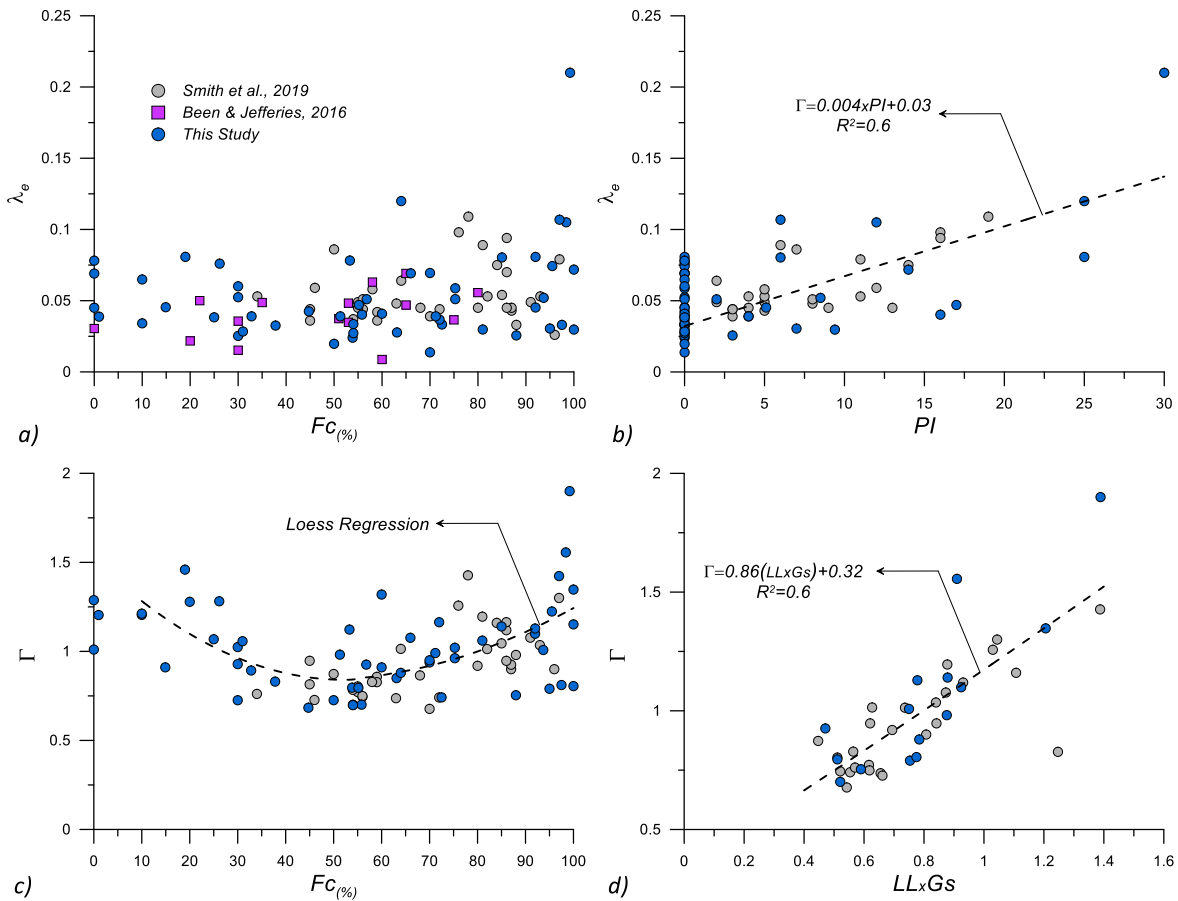 0.25
0.2
0.15
0.1
0.05
0
λe
Smith et al., 2019
Been & Jefferies, 2016
This Study
0 10 20 30 40 50 60 70 80 90 100
Fc(%)
a)
0.25
0.2
0.15
0.1
0.05
0
λe
Γ=0.004xPI+0.03
R²=0.6
0 5 10 15 20 25 30
PI
b)
2
1.5
1
0.5
0
Γ
Loess Regression
0 10 20 30 40 50 60 70 80 90 100
Fc(%)
c)
2
1.5
1
0.5
Γ
Γ=0.86(LLxGs)+0.32
R²=0.6
0 0.2 0.4 0.6 0.8 1 1.2 1.4 1.6
LLxGs
d)